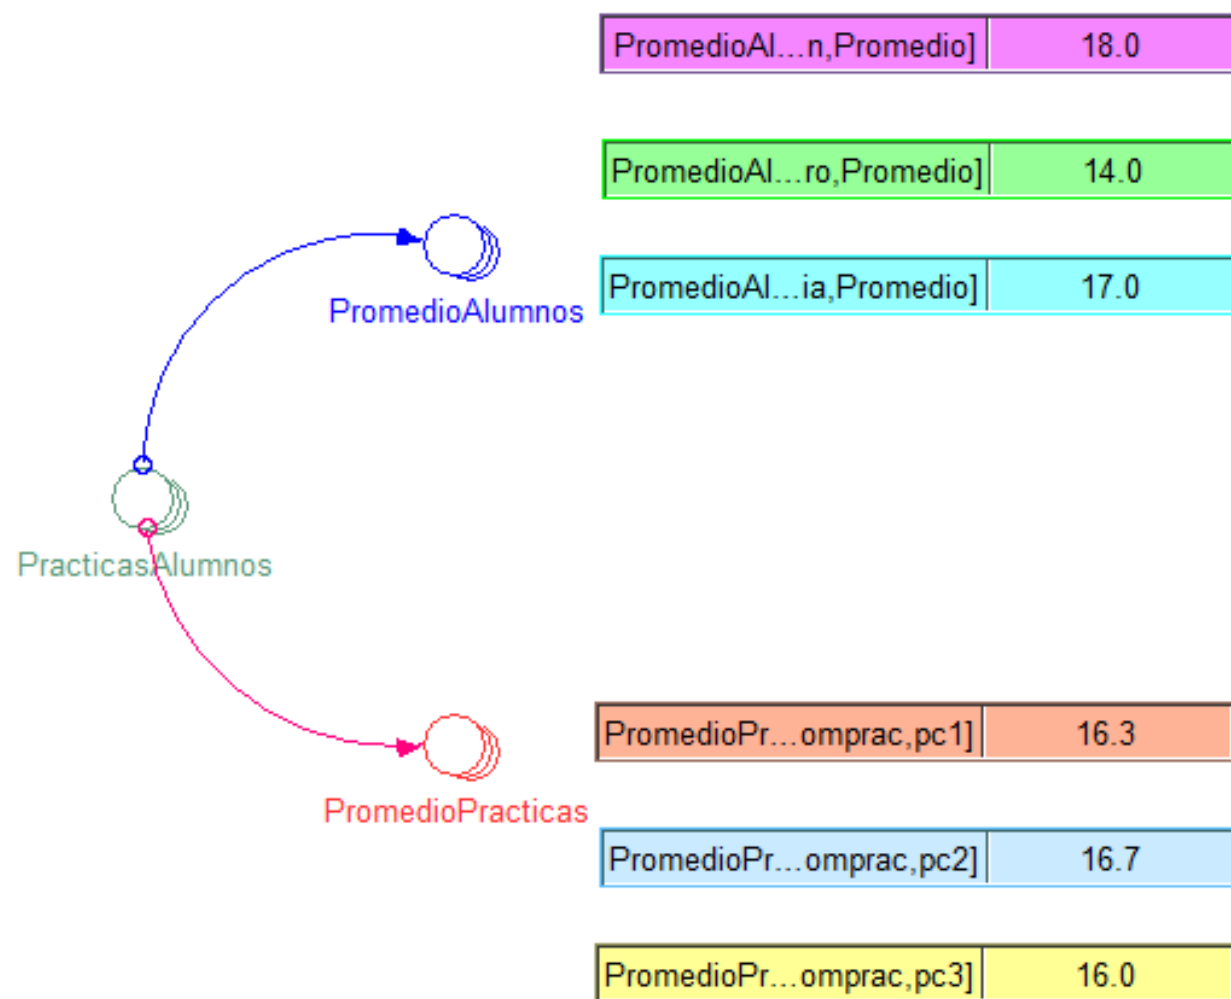 PromedioAl...n,Promedio] 18.0
PromedioAl...ro,Promedio] 14.0
PromedioAl...ia,Promedio] 17.0
PromedioAlumnos
PracticasAlumnos
PromedioPr...omprac,pc1] 16.3
PromedioPracticas
PromedioPr...omprac,pc2] 16.7
PromedioPr...omprac,pc3] 16.0